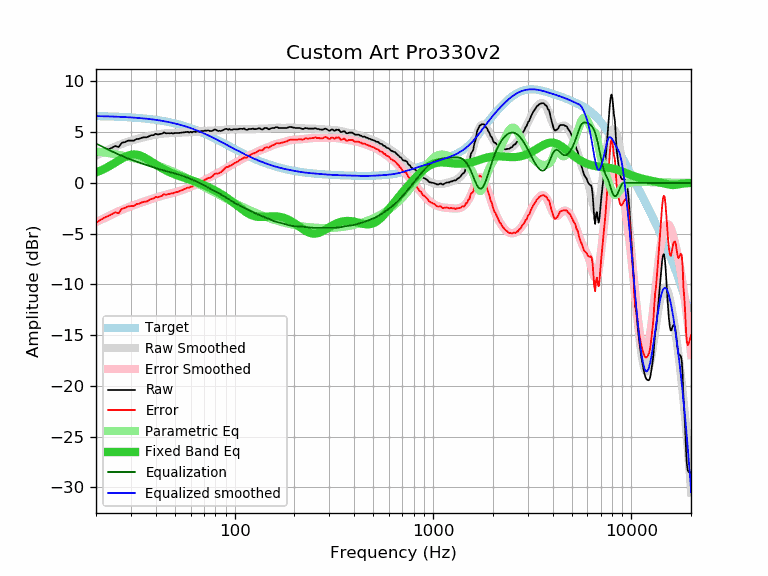 Custom Art Pro330v2
Amplitude (dBr)
10
5
0
−5
−10
−15
−20
−25
−30
Target
Raw Smoothed
Error Smoothed
Raw
Error
Parametric Eq
Fixed Band Eq
Equalization
Equalized smoothed
100
1000
10000
Frequency (Hz)